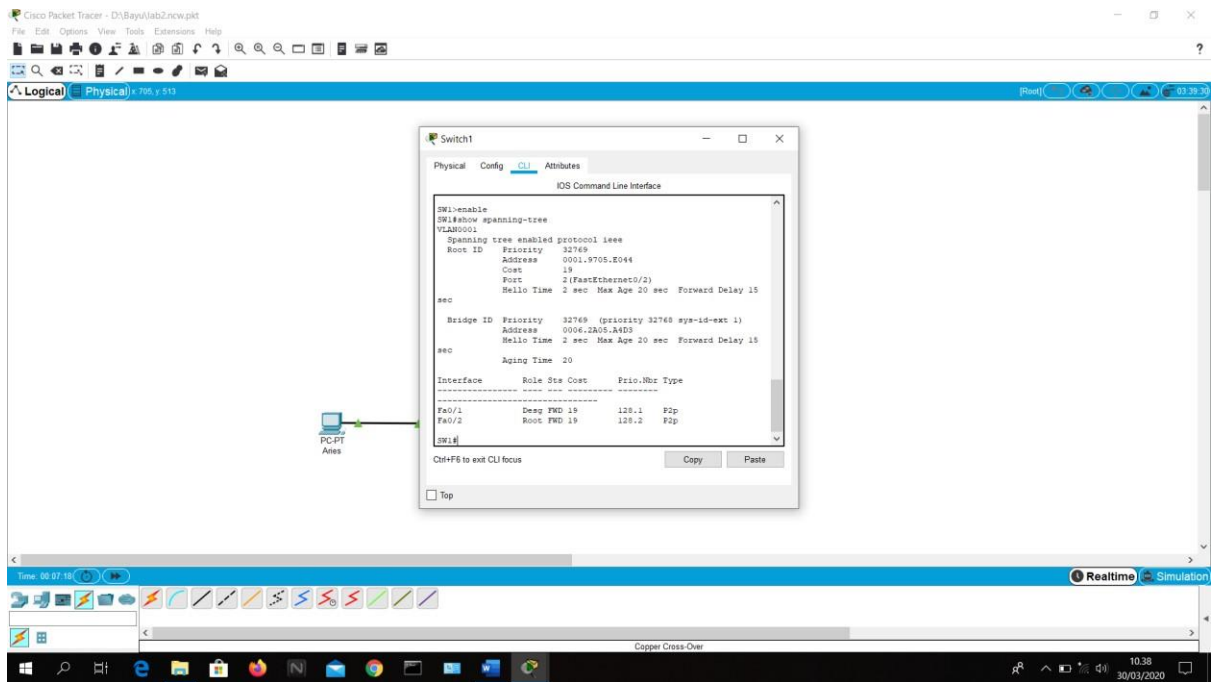 Cisco Packet Tracer - D:\Bayu\lab2.ncw.pkt
File Edit Options View Tools Extensions Help
?
Logical Physical x: 705, y: 513 [Root] 03:39:30
Switch1
Physical Config CLI Attributes
IOS Command Line Interface
SW1>enable
SW1#show spanning-tree
VLAN0001
Spanning tree enabled protocol ieee
Root ID Priority 32769
Address 0001.9705.E044
Cost 19
Port 2(FastEthernet0/2)
Hello Time 2 sec Max Age 20 sec Forward Delay 15
sec
Bridge ID Priority 32769 (priority 32768 sys-id-ext 1)
Address 0006.2A05.A4D3
Hello Time 2 sec Max Age 20 sec Forward Delay 15
sec
Aging Time 20
Interface Role Sts Cost Prio.Nbr Type
---------------- ---- --- --------- --------
--------------------------------
Fa0/1 Desg FWD 19 128.1 P2p
Fa0/2 Root FWD 19 128.2 P2p
SW1#
Ctrl+F6 to exit CLI focus Copy Paste
Top
PC-PT
Aries
Time: 00:07:18 Realtime Simulation
Copper Cross-Over
10.38
30/03/2020